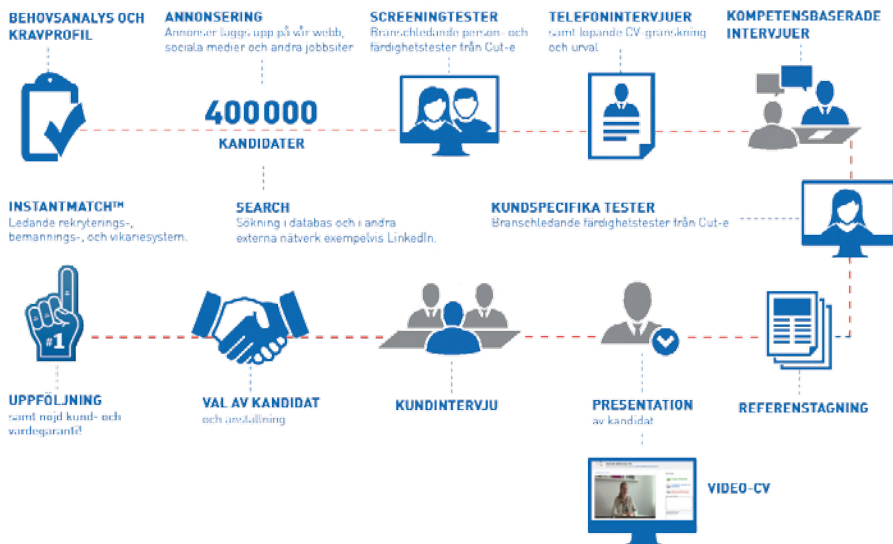 BEHOVSANALYS OCH
KRAVPROFIL
ANNONSERING
Annonser läggs upp på vår webb,
sociala medier och andra jobbsiter
SCREENINGTESTER
Branschledande person- och
färdighetstester från Cut-e
TELEFONINTERVJUER
samt löpande CV-granskning
och urval
KOMPETENSBASERADE
INTERVJUER
400 000
KANDIDATER
INSTANTMATCH™
Ledande rekryterings-,
bemannings-, och vikariesystem.
SEARCH
Sökning i databas och i andra
externa nätverk exempelvis LinkedIn.
KUNDSPECIFIKA TESTER
Branschledande färdighetstester från Cut-e
#1
UPPFÖLJNING
samt nöjd kund- och
värdegaranti!
VAL AV KANDIDAT
och anställning
KUNDINTERVJU
PRESENTATION
av kandidat
REFERENSTAGNING
VIDEO-CV